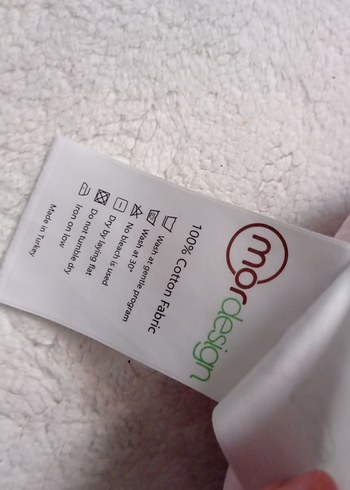 mordesign
100% Cotton Fabric
Wash at gentle program
Wash at 30°
No bleach is used
Dry by laying flat
Do not tumble dry
Iron on low
Made in Turkey